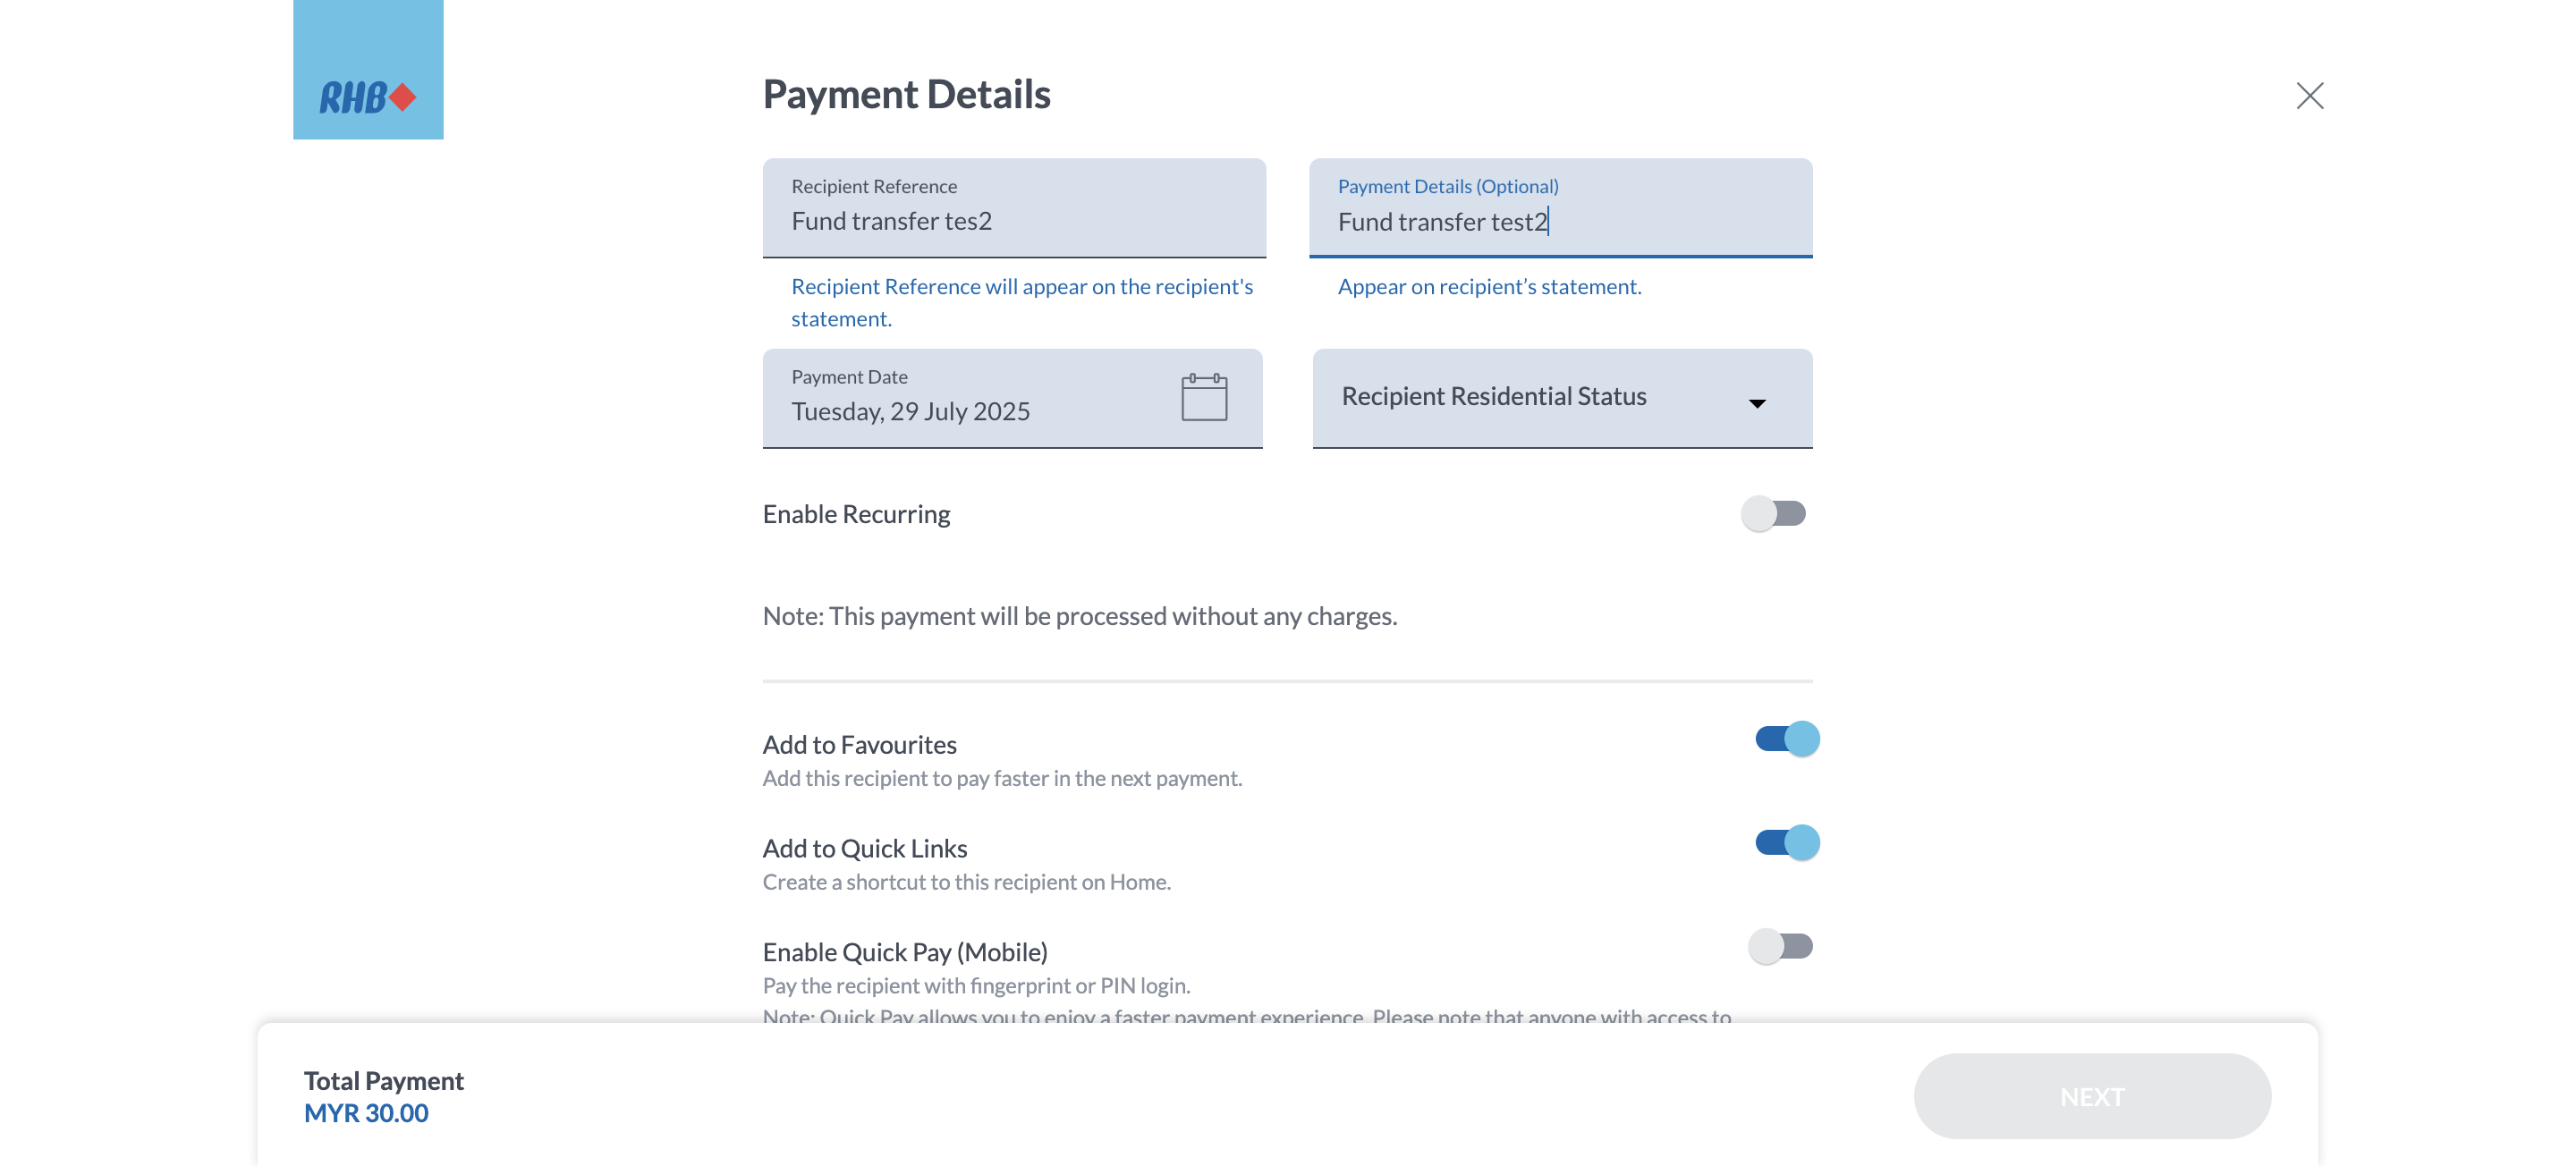 RHB
Payment Details
Recipient Reference
Fund transfer tes2
Payment Details (Optional)
Fund transfer test2
Recipient Reference will appear on the recipient's
statement.
Appear on recipient’s statement.
Payment Date
Tuesday, 29 July 2025
Recipient Residential Status
Enable Recurring
Note: This payment will be processed without any charges.
Add to Favourites
Add this recipient to pay faster in the next payment.
Add to Quick Links
Create a shortcut to this recipient on Home.
Enable Quick Pay (Mobile)
Pay the recipient with fingerprint or PIN login.
Note: Quick Pay allows you to enjoy a faster payment experience. Please note that anyone with access to
Total Payment
MYR 30.00
NEXT